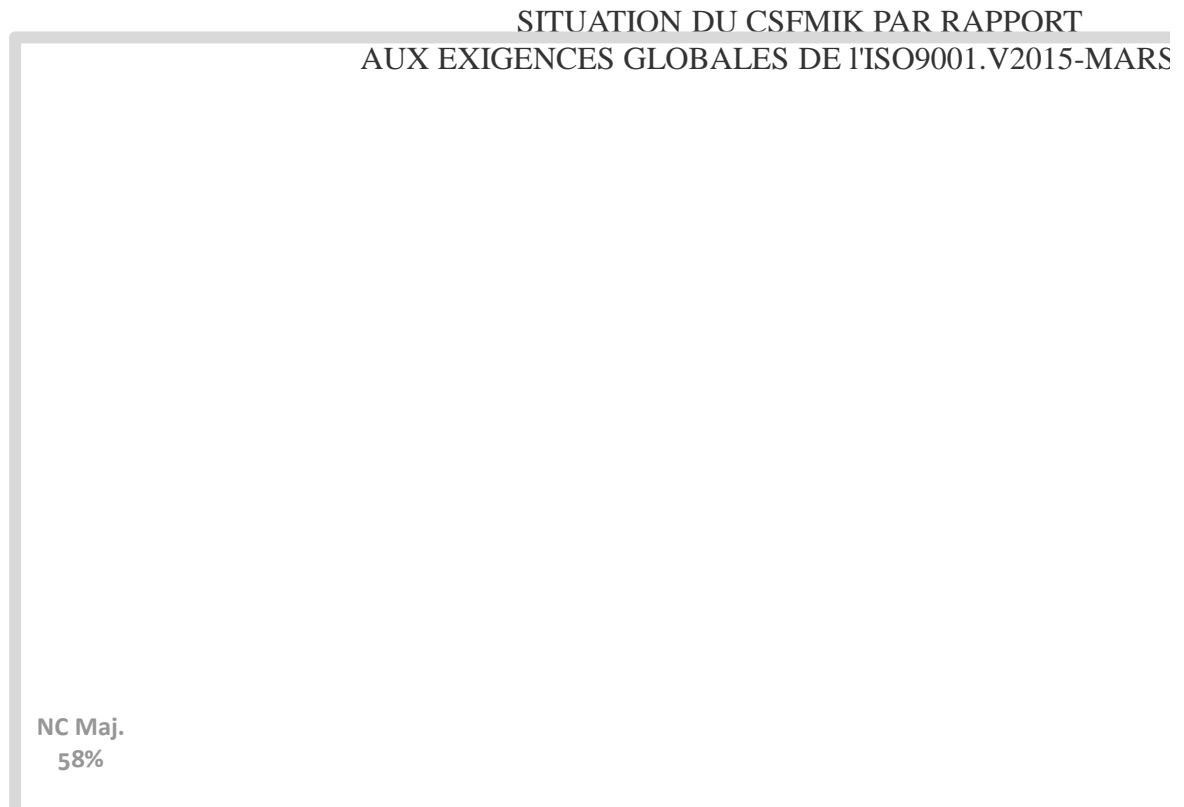 SITUATION DU CSFMIK PAR RAPPORT
AUX EXIGENCES GLOBALES DE l'ISO9001.V2015-MARS
NC Maj.
58%